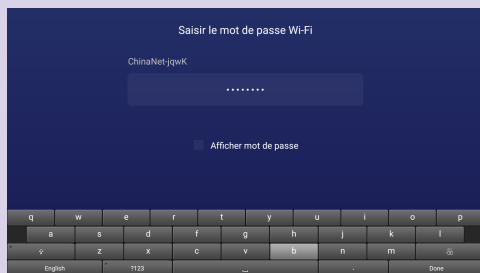 Saisir le mot de passe Wi-Fi
ChinaNet-jqwK
••••••••
Afficher mot de passe
q w e r t y u i o p
a s d f g h j k l
z x c v b n m
English ?123 . Done